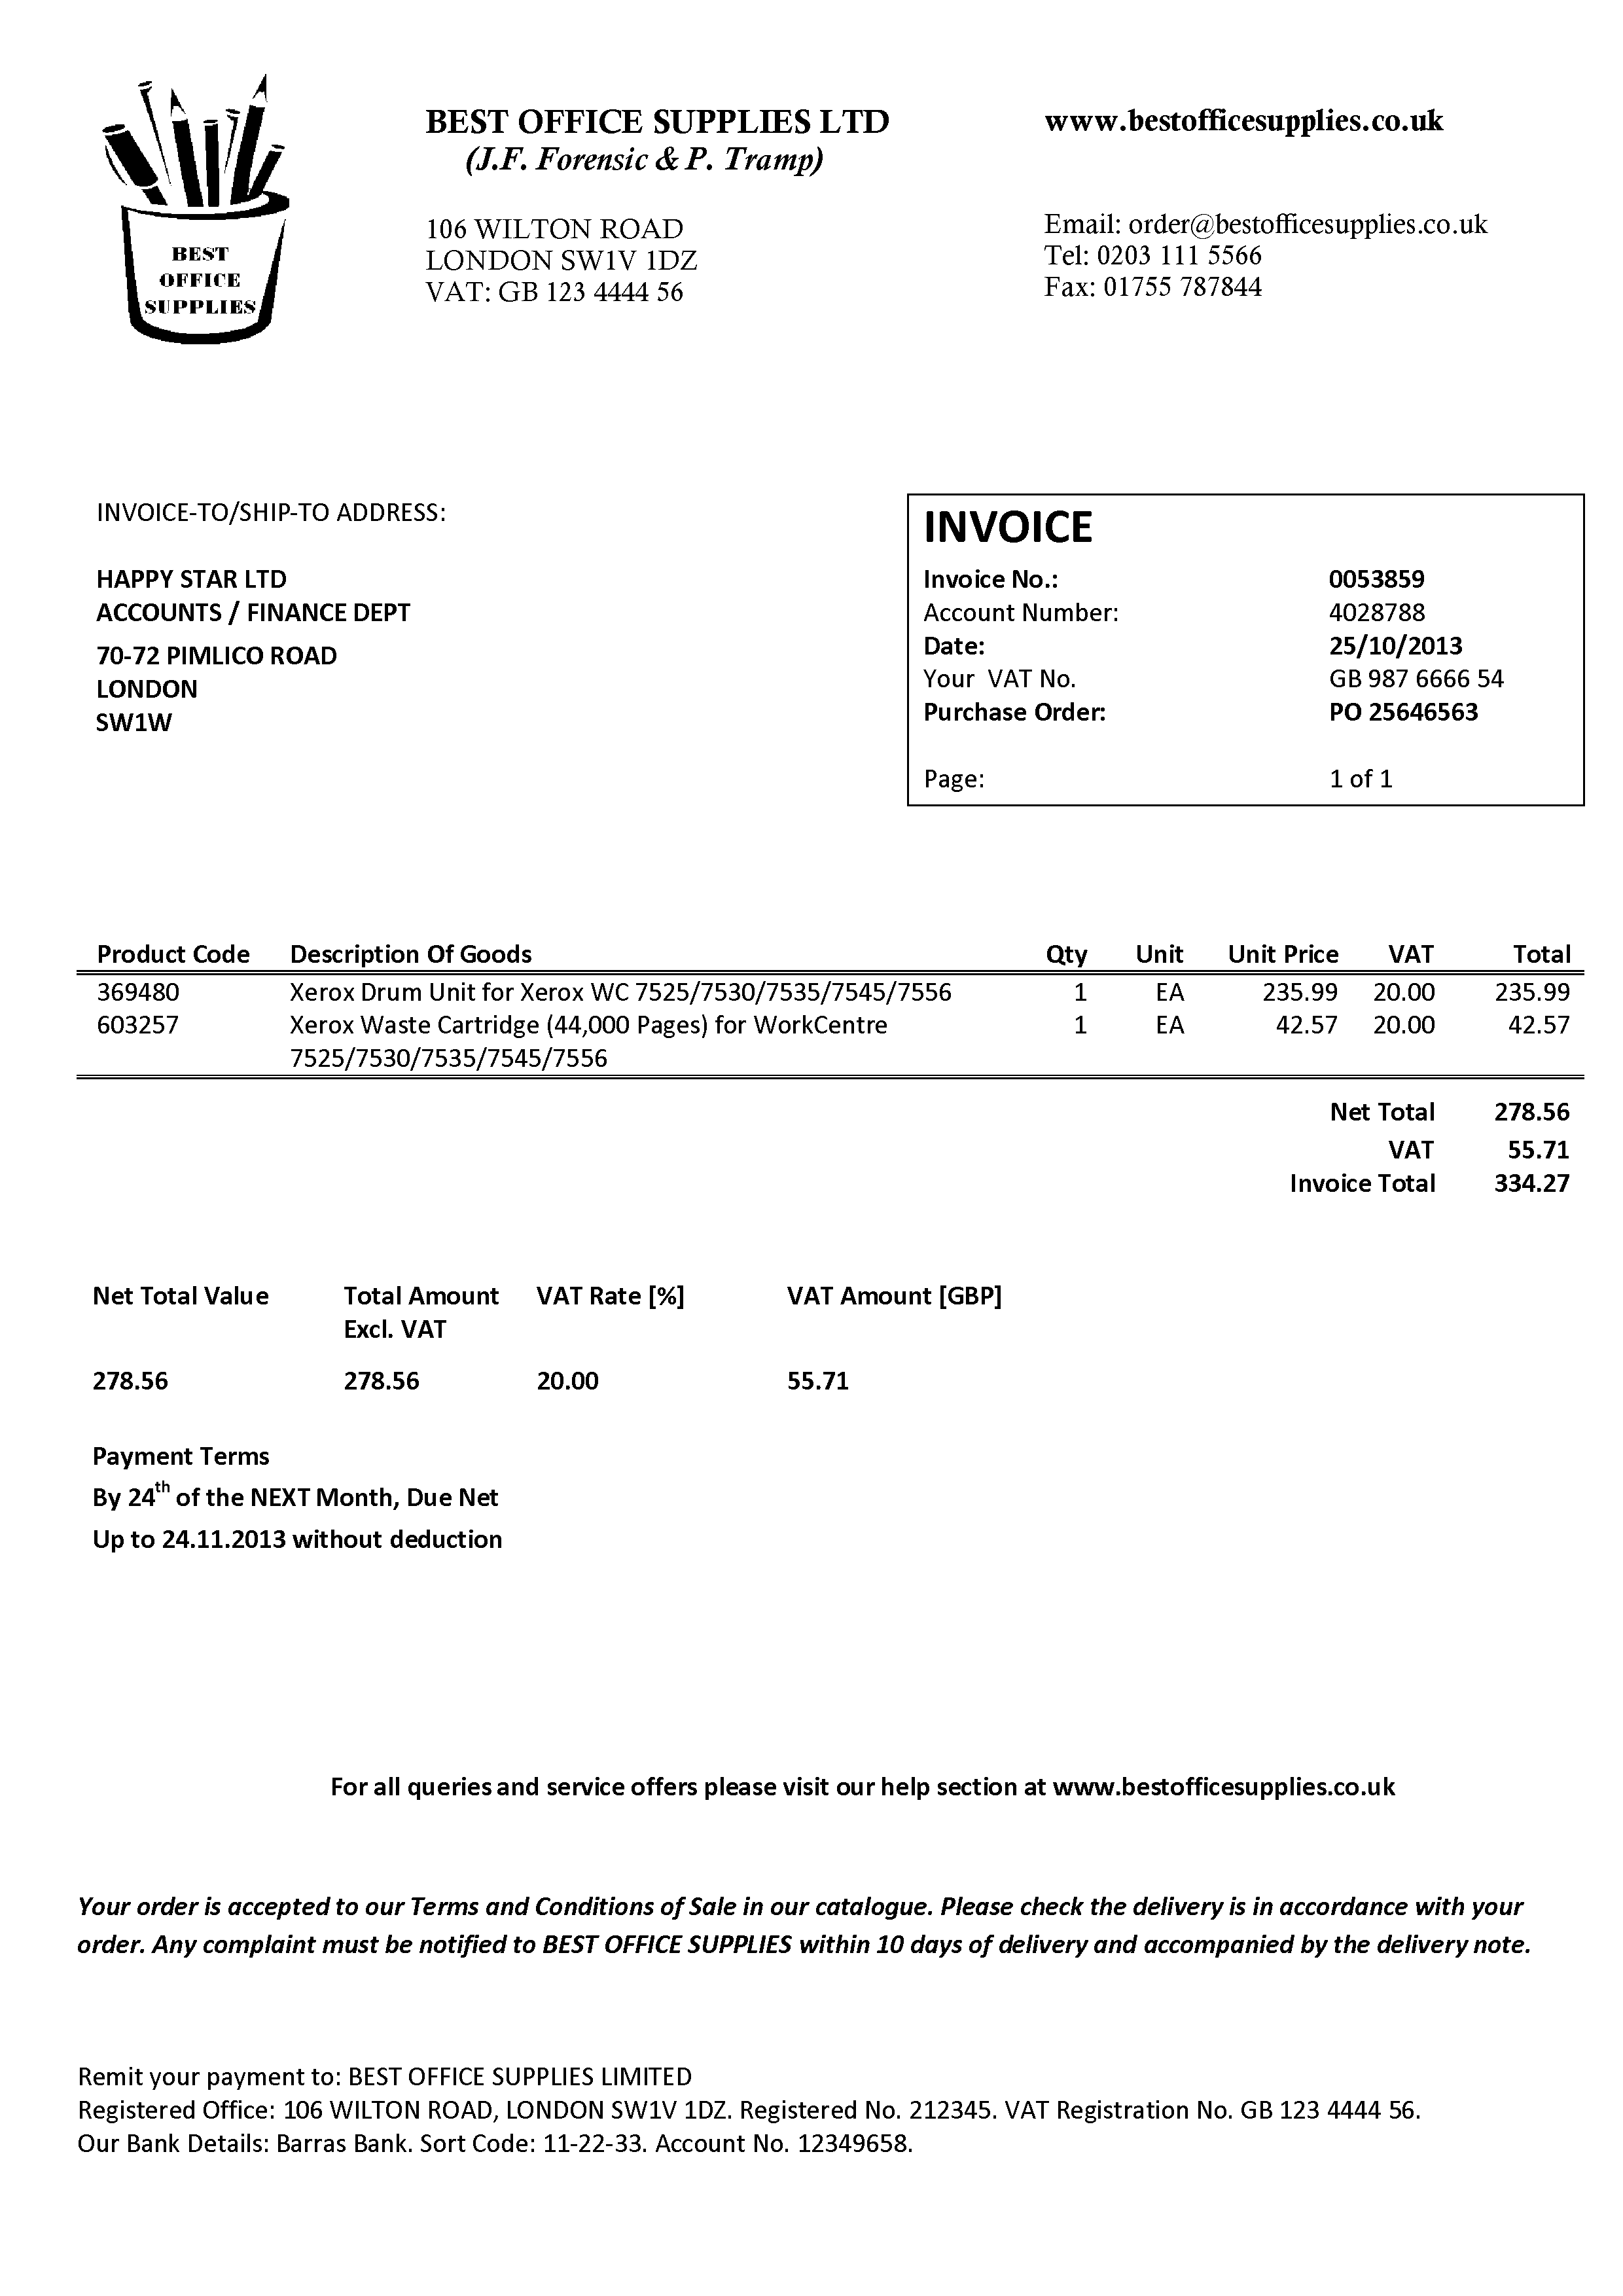 BEST
OFFICE
SUPPLIES
BEST OFFICE SUPPLIES LTD
(J.F. Forensic & P. Tramp)
106 WILTON ROAD
LONDON SW1V 1DZ
VAT: GB 123 4444 56
www.bestofficesupplies.co.uk
Email: order@bestofficesupplies.co.uk
Tel: 0203 111 5566
Fax: 01755 787844
INVOICE-TO/SHIP-TO ADDRESS:
HAPPY STAR LTD
ACCOUNTS / FINANCE DEPT
70-72 PIMLICO ROAD
LONDON
SW1W
INVOICE
Invoice No.: 0053859
Account Number: 4028788
Date: 25/10/2013
Your VAT No. GB 987 6666 54
Purchase Order: PO 25646563
Page: 1 of 1
Product Code Description Of Goods Qty Unit Unit Price VAT Total
369480 Xerox Drum Unit for Xerox WC 7525/7530/7535/7545/7556 1 EA 235.99 20.00 235.99
603257 Xerox Waste Cartridge (44,000 Pages) for WorkCentre 1 EA 42.57 20.00 42.57
7525/7530/7535/7545/7556
Net Total 278.56
VAT 55.71
Invoice Total 334.27
Net Total Value Total Amount VAT Rate [%] VAT Amount [GBP]
Excl. VAT
278.56 278.56 20.00 55.71
Payment Terms
By 24th of the NEXT Month, Due Net
Up to 24.11.2013 without deduction
For all queries and service offers please visit our help section at www.bestofficesupplies.co.uk
Your order is accepted to our Terms and Conditions of Sale in our catalogue. Please check the delivery is in accordance with your
order. Any complaint must be notified to BEST OFFICE SUPPLIES within 10 days of delivery and accompanied by the delivery note.
Remit your payment to: BEST OFFICE SUPPLIES LIMITED
Registered Office: 106 WILTON ROAD, LONDON SW1V 1DZ. Registered No. 212345. VAT Registration No. GB 123 4444 56.
Our Bank Details: Barras Bank. Sort Code: 11-22-33. Account No. 12349658.